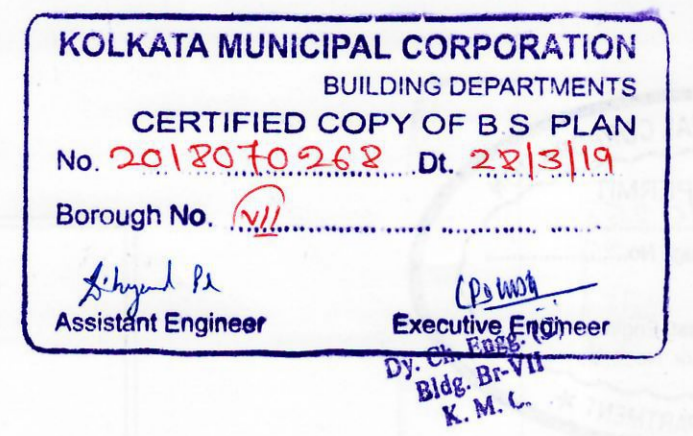 KOLKATA MUNICIPAL CORPORATION
BUILDING DEPARTMENTS
CERTIFIED COPY OF B.S PLAN
No. 2018070268 Dt. 28/3/19
Borough No. VII
Assistant Engineer Executive Engineer
Dy. Ch. Engg. (C)
Bldg. Br-VII
K. M. C.